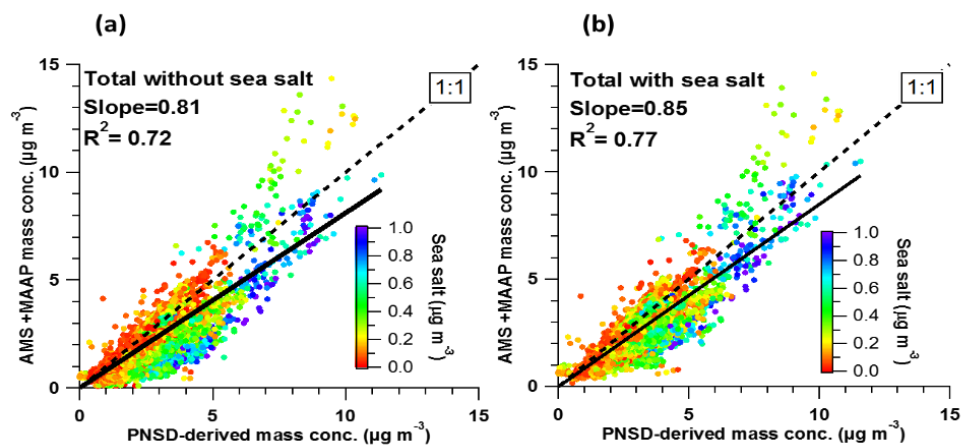 (a)
Total without sea salt
Slope=0.81
R² = 0.72
1:1
AMS +MAAP mass conc. (µg m⁻³)
15
10
5
0
0 5 10 15
PNSD-derived mass conc. (µg m⁻³)
1.0
0.8
0.6
0.4
0.2
0.0
Sea salt (µg m⁻³)
(b)
Total with sea salt
Slope=0.85
R² = 0.77
1:1
AMS +MAAP mass conc. (µg m⁻³)
15
10
5
0
0 5 10 15
PNSD-derived mass conc. (µg m⁻³)
1.0
0.8
0.6
0.4
0.2
0.0
Sea salt (µg m⁻³)